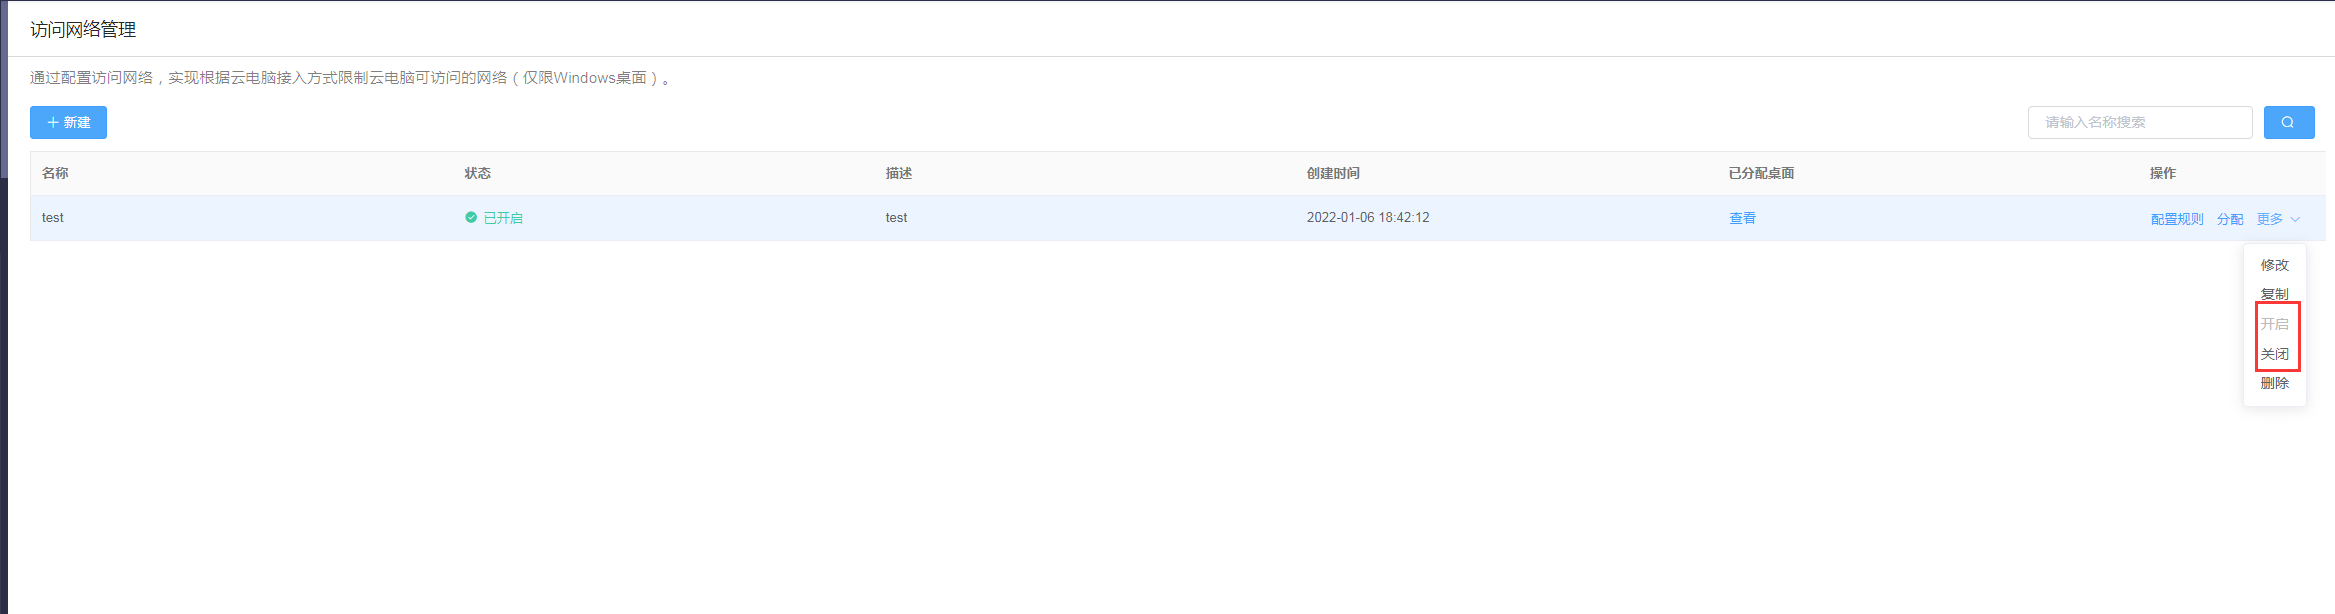 访问网络管理
通过配置访问网络，实现根据云电脑接入方式限制云电脑可访问的网络（仅限Windows桌面）。
新建
请输入名称搜索
名称 状态 描述 创建时间 已分配桌面 操作
test 已开启 test 2022-01-06 18:42:12 查看 配置规则 分配 更多
修改
复制
开启
关闭
删除